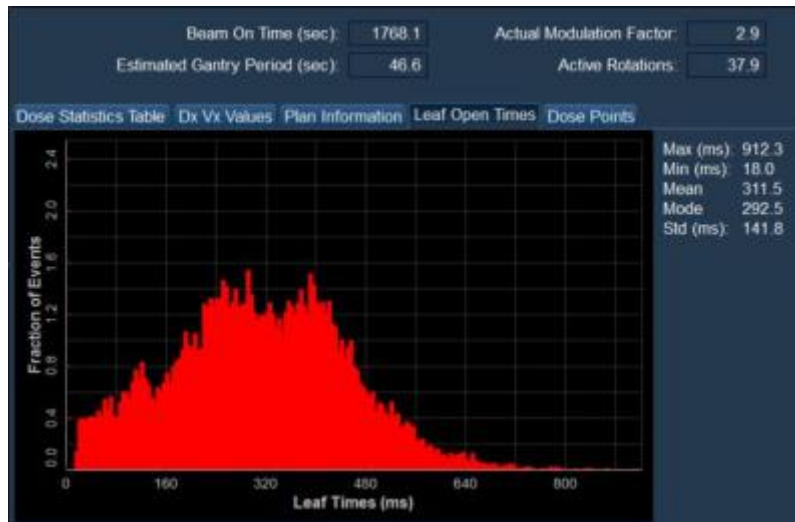 Beam On Time (sec): 1768.1 Actual Modulation Factor: 2.9
Estimated Gantry Period (sec): 46.6 Active Rotations: 37.9
Dose Statistics Table Dx Vx Values Plan Information Leaf Open Times Dose Points
Max (ms): 912.3
Min (ms): 18.0
Mean 311.5
Mode 292.5
Std (ms): 141.8
Fraction of Events
2.4
2.0
1.6
1.2
0.8
0.4
0.0
0 160 320 480 640 800
Leaf Times (ms)